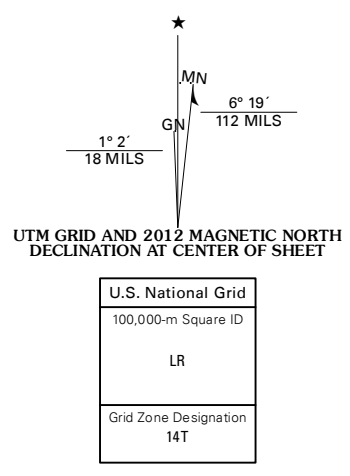 MN
GN
6° 19´
112 MILS
1° 2´
18 MILS
UTM GRID AND 2012 MAGNETIC NORTH
DECLINATION AT CENTER OF SHEET
U.S. National Grid
100,000-m Square ID
LR
Grid Zone Designation
14T